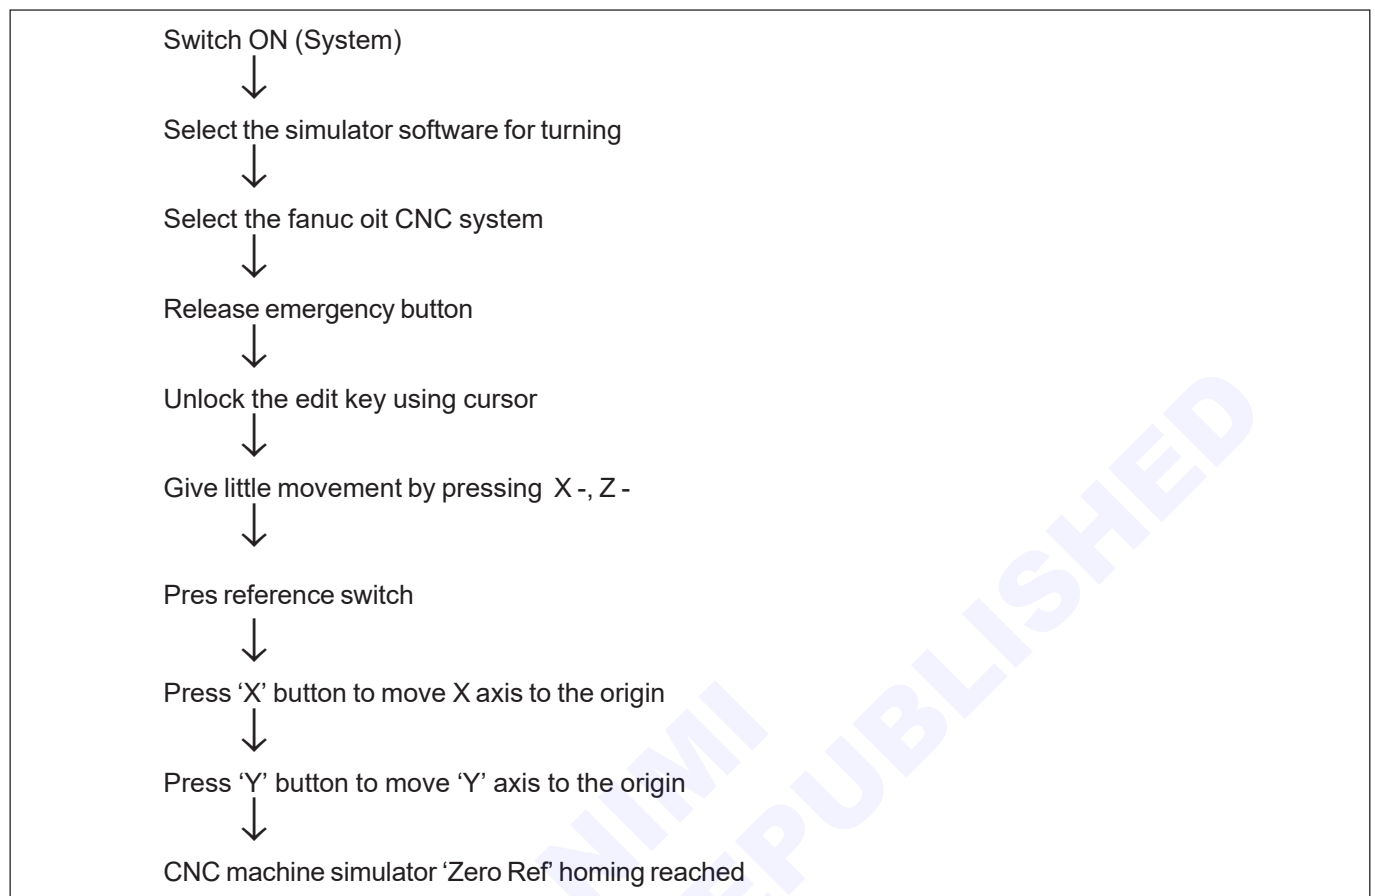 Switch ON (System)
Select the simulator software for turning
Select the fanuc oit CNC system
Release emergency button
Unlock the edit key using cursor
Give little movement by pressing X -, Z -
Pres reference switch
Press ‘X’ button to move X axis to the origin
Press ‘Y’ button to move ‘Y’ axis to the origin
CNC machine simulator ‘Zero Ref’ homing reached
NIMI
EPUBLISHED